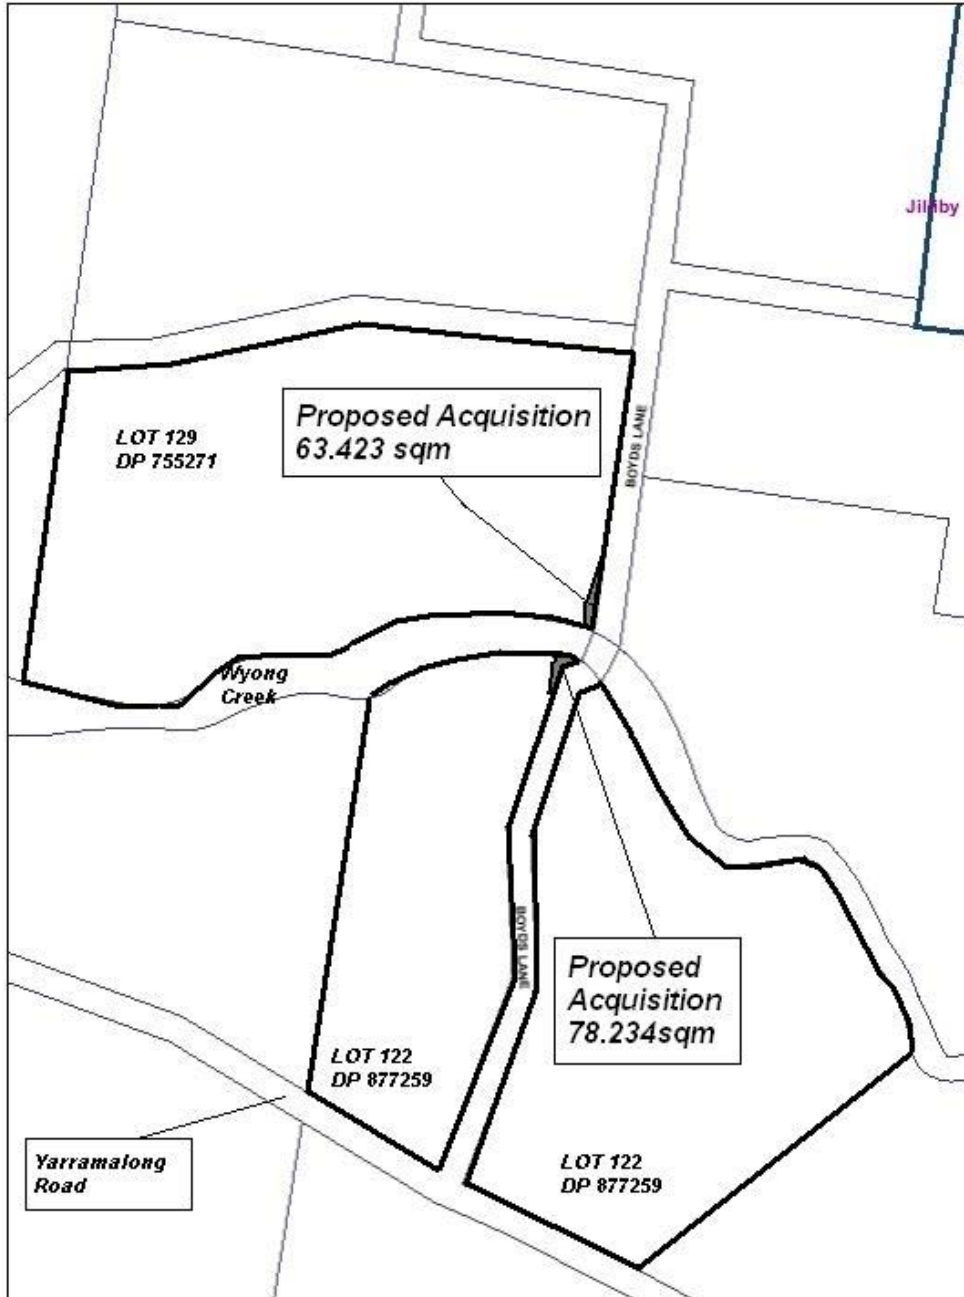 Jilliby
Proposed Acquisition
63.423 sqm
LOT 129
DP 755271
BOYDS LANE
Wyong
Creek
BOYDS LANE
Proposed
Acquisition
78.234sqm
LOT 122
DP 877259
Yarramalong
Road
LOT 122
DP 877259